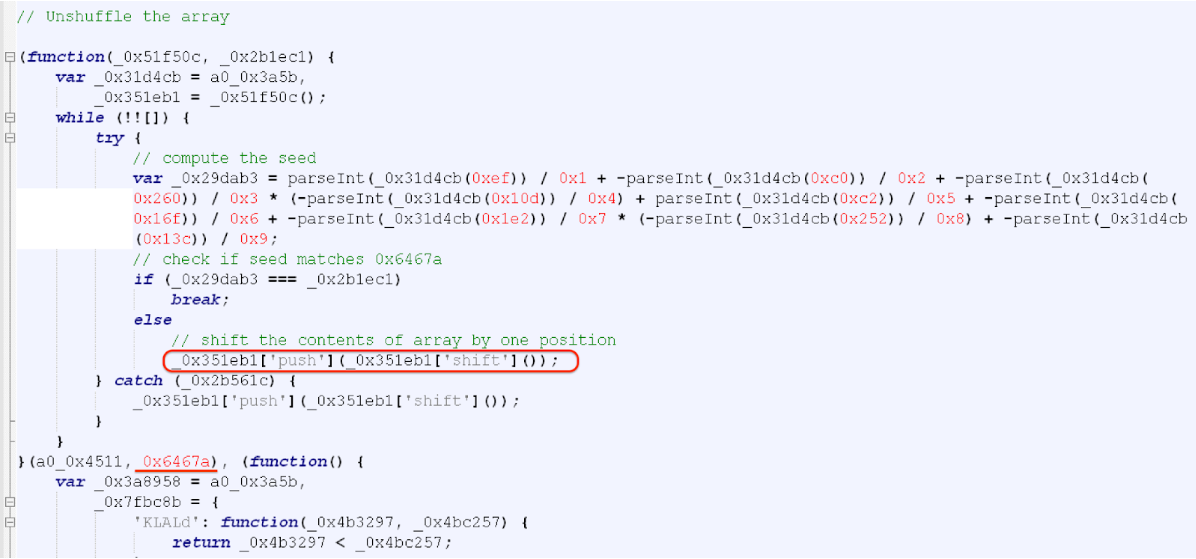 // Unshuffle the array
(function(_0x51f50c, _0x2b1ec1) {
var _0x31d4cb = a0_0x3a5b,
_0x351eb1 = _0x51f50c();
while (!![]) {
try {
// compute the seed
var _0x29dab3 = parseInt(_0x31d4cb(0xef)) / 0x1 + -parseInt(_0x31d4cb(0xc0)) / 0x2 + -parseInt(_0x31d4cb(
0x260)) / 0x3 * (-parseInt(_0x31d4cb(0x10d)) / 0x4) + parseInt(_0x31d4cb(0xc2)) / 0x5 + -parseInt(_0x31d4cb(
0x16f)) / 0x6 + -parseInt(_0x31d4cb(0x1e2)) / 0x7 * (-parseInt(_0x31d4cb(0x252)) / 0x8) + -parseInt(_0x31d4cb
(0x13c)) / 0x9;
// check if seed matches 0x6467a
if (_0x29dab3 === _0x2b1ec1)
break;
else
// shift the contents of array by one position
_0x351eb1['push'](_0x351eb1['shift']());
} catch (_0x2b561c) {
_0x351eb1['push'](_0x351eb1['shift']());
}
}
}(a0_0x4511, 0x6467a), (function() {
var _0x3a8958 = a0_0x3a5b,
_0x7fbc8b = {
'KLALd': function(_0x4b3297, _0x4bc257) {
return _0x4b3297 < _0x4bc257;